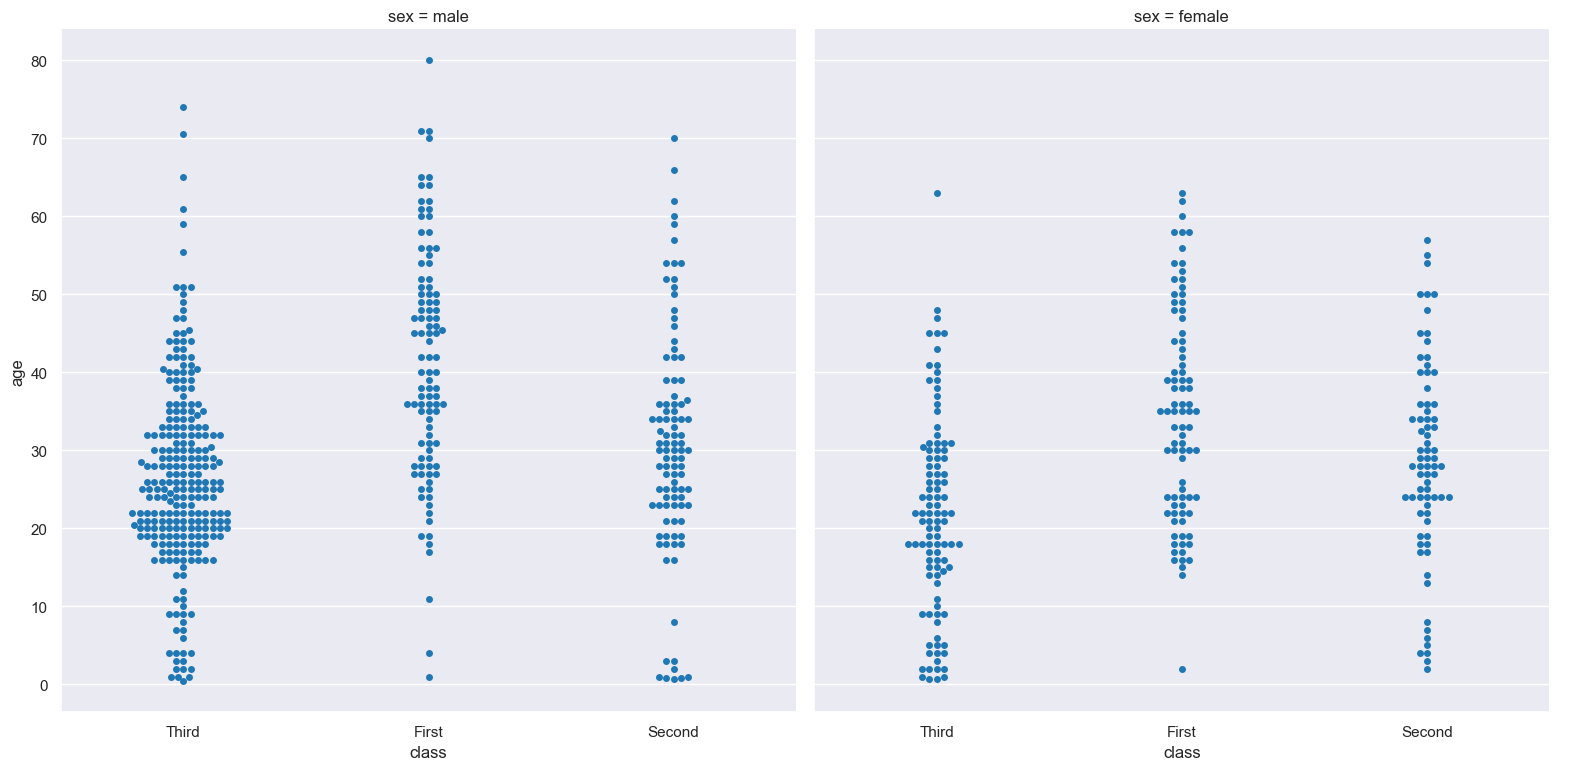 sex = male
sex = female
age
80
70
60
50
40
30
20
10
0
Third
First
Second
Third
First
Second
class
class